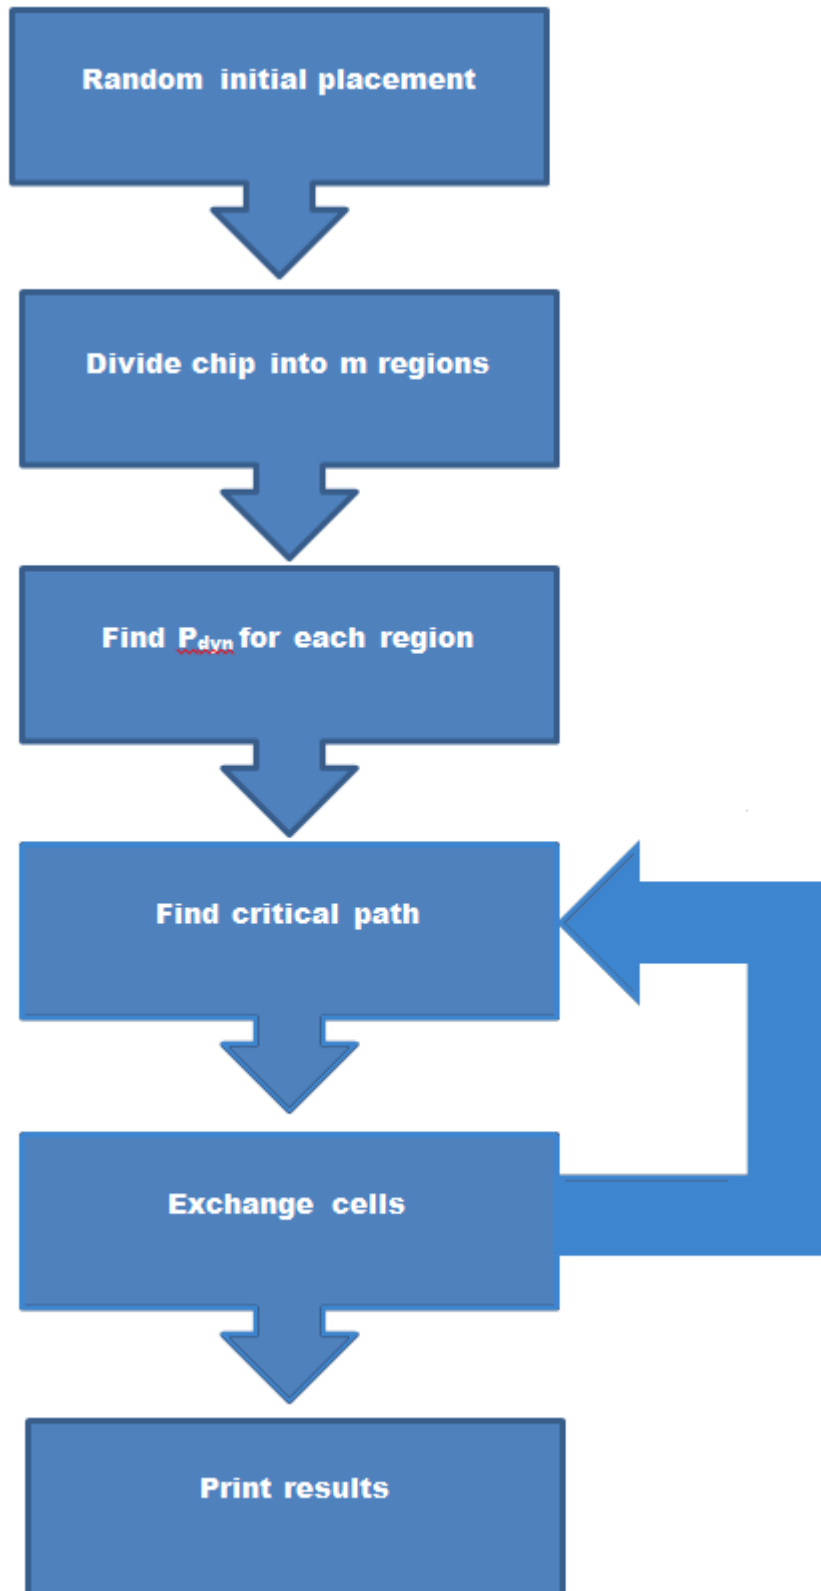 Random initial placement
Divide chip into m regions
Find Pdyn for each region
Find critical path
Exchange cells
Print results